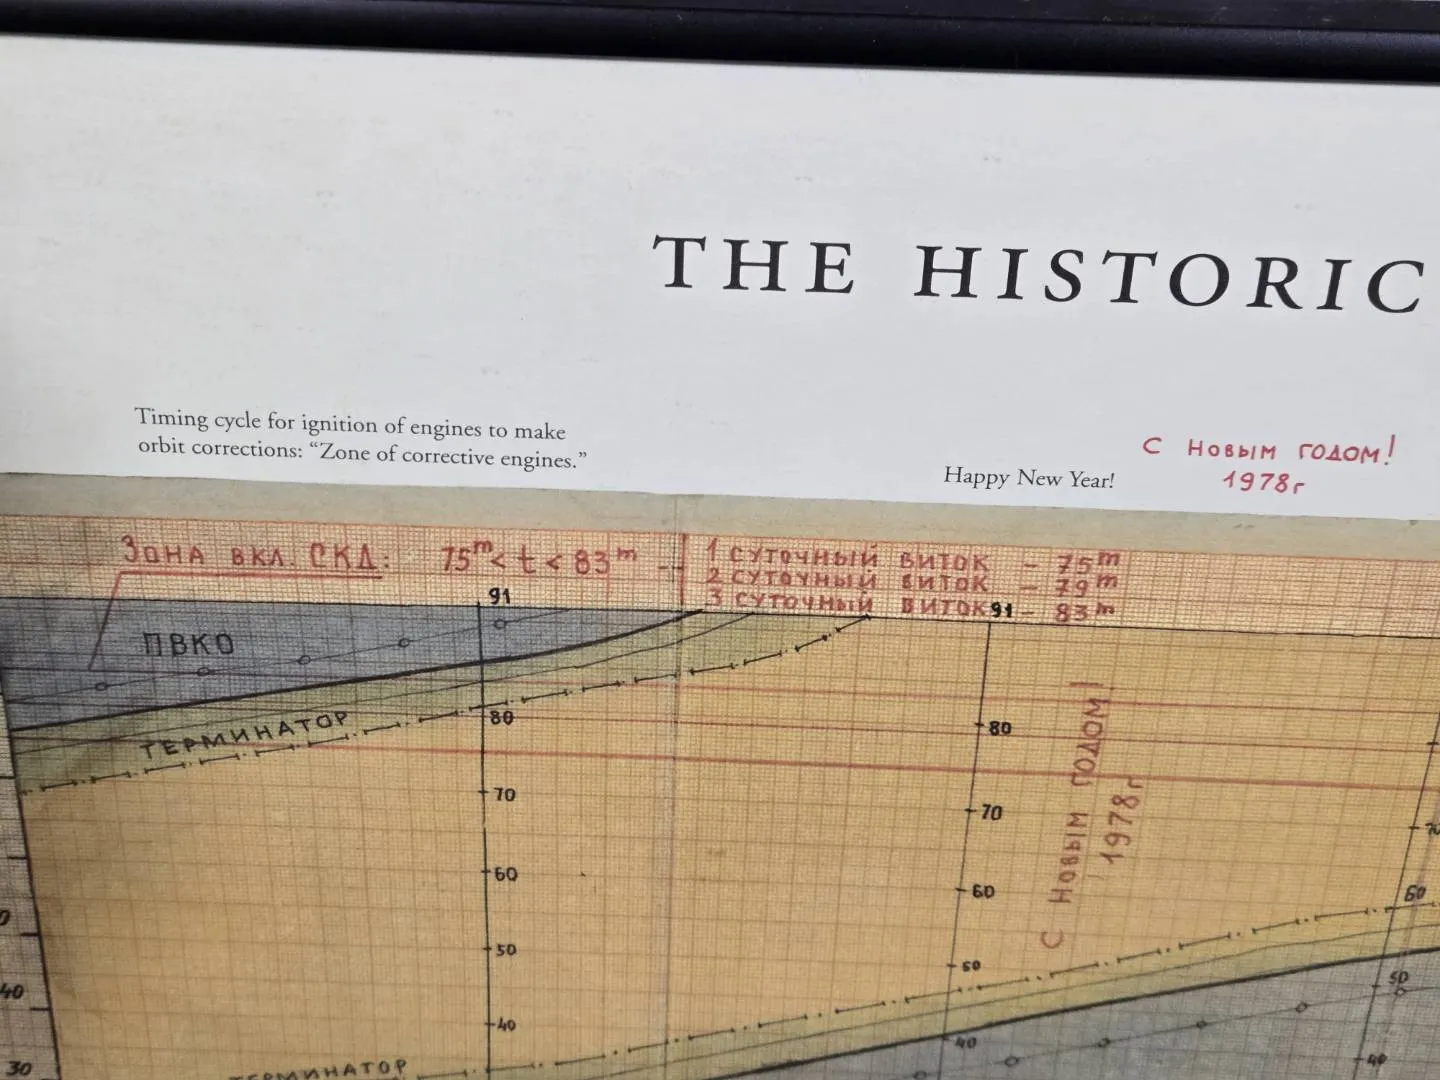 THE HISTORIC
Timing cycle for ignition of engines to make
orbit corrections: “Zone of corrective engines.”
Happy New Year!
С Новым годом!
1978г
Зона вкл. СКД: 75ᵐ < t < 83ᵐ
1 суточный виток – 75ᵐ
2 суточный виток – 79ᵐ
3 суточный виток – 83ᵐ
91
91
ПВКО
ТЕРМИНАТОР
80
80
70
70
70
60
60
60
50
50
50
40
40
40
40
30
С Новым годом!
1978г
ТЕРМИНАТОР